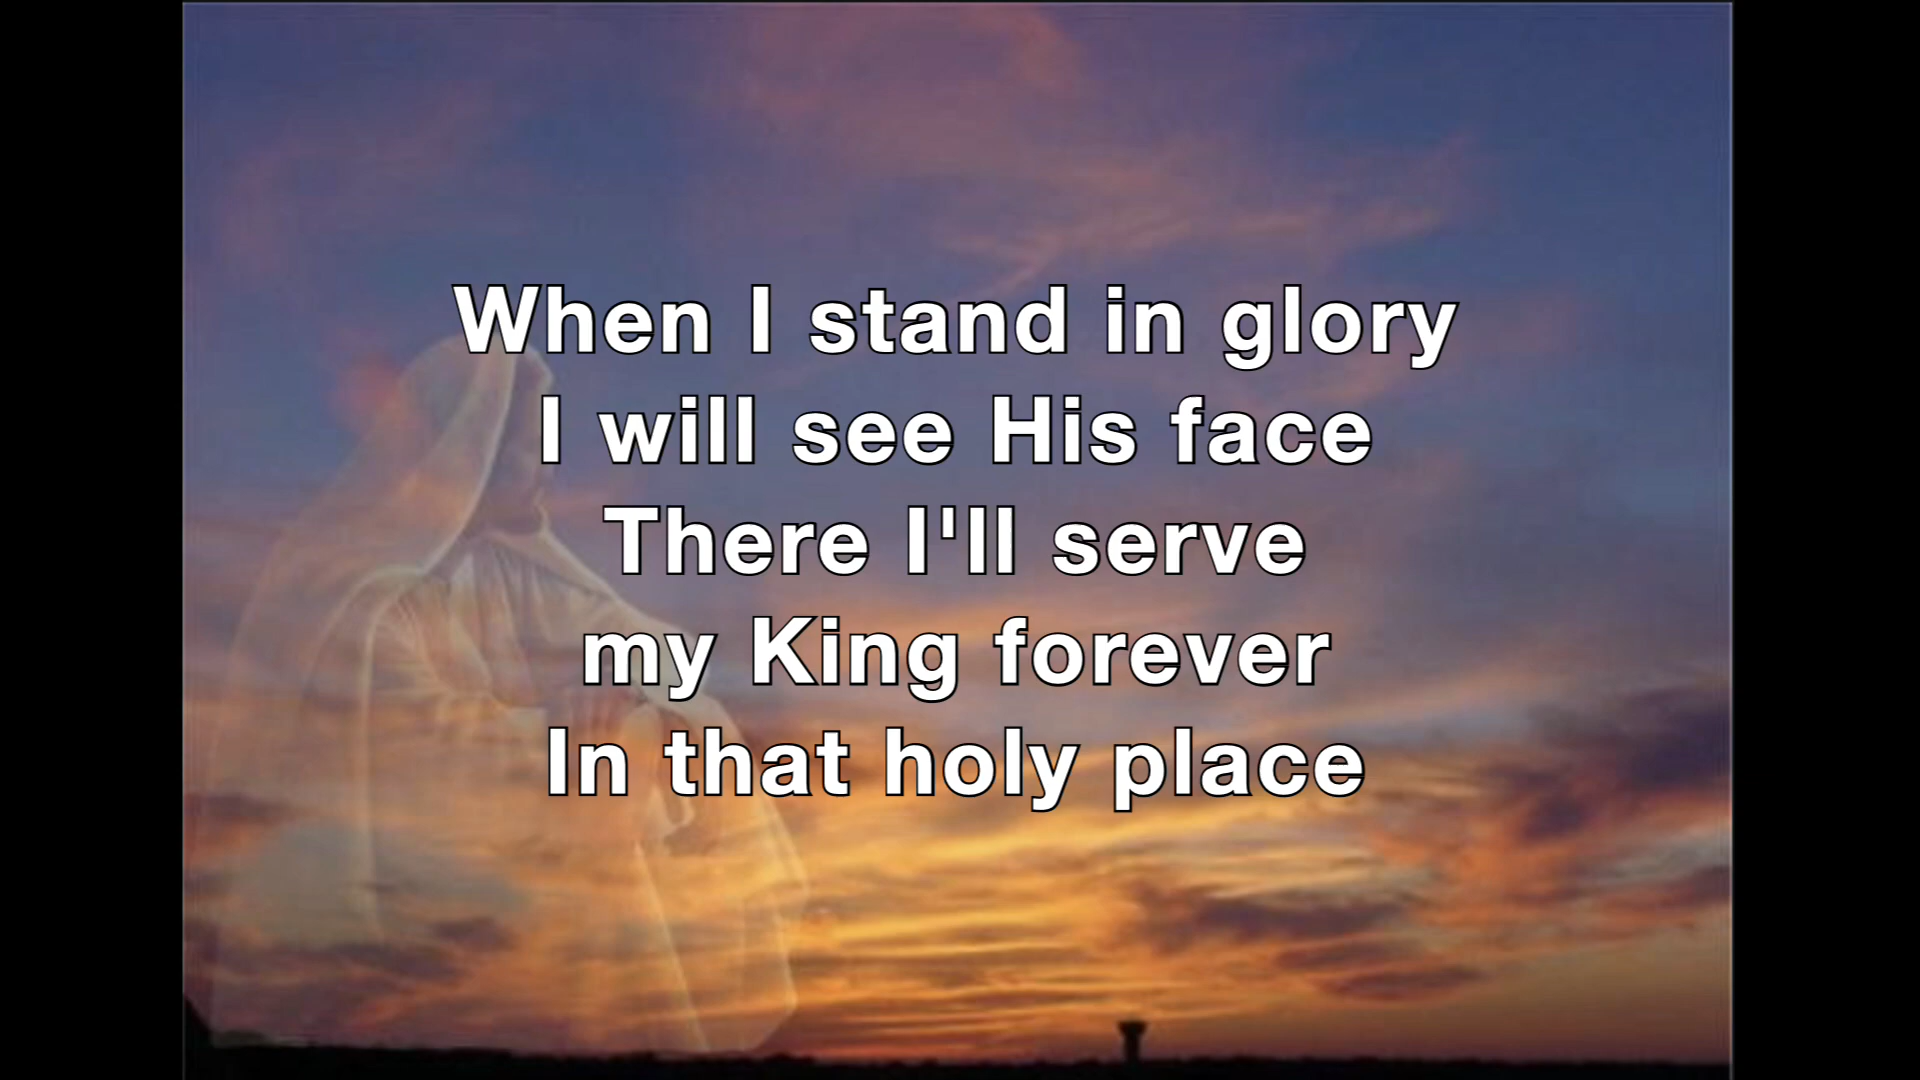 When I stand in glory
I will see His face
There I'll serve
my King forever
In that holy place